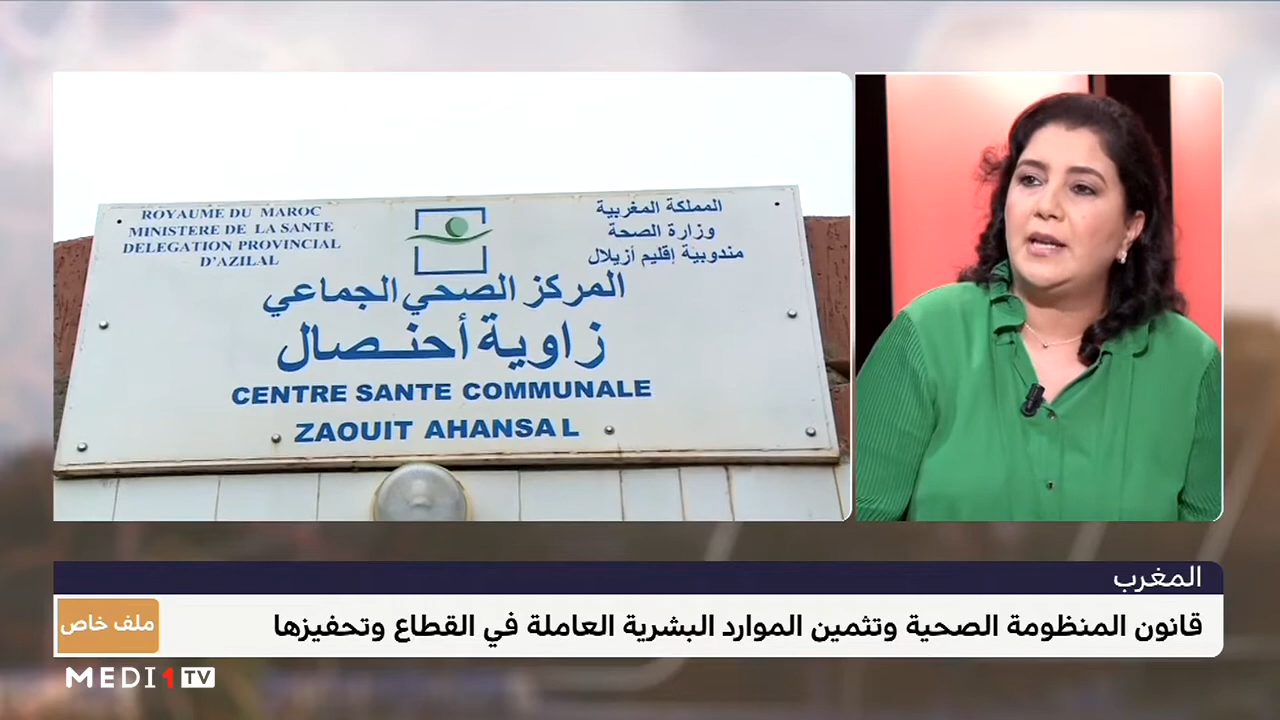 ROYAUME DU MAROC
MINISTERE DE LA SANTE
DELEGATION PROVINCIAL
D'AZILAL
المملكة المغربية
وزارة الصحة
مندوبية إقليم أزيلال
المركز الصحي الجماعي
زاوية أحنصال
CENTRE SANTE COMMUNALE
ZAOUIT AHANSAL
المغرب
قانون المنظومة الصحية وتثمين الموارد البشرية العاملة في القطاع وتحفيزها
ملف خاص
MEDI1TV